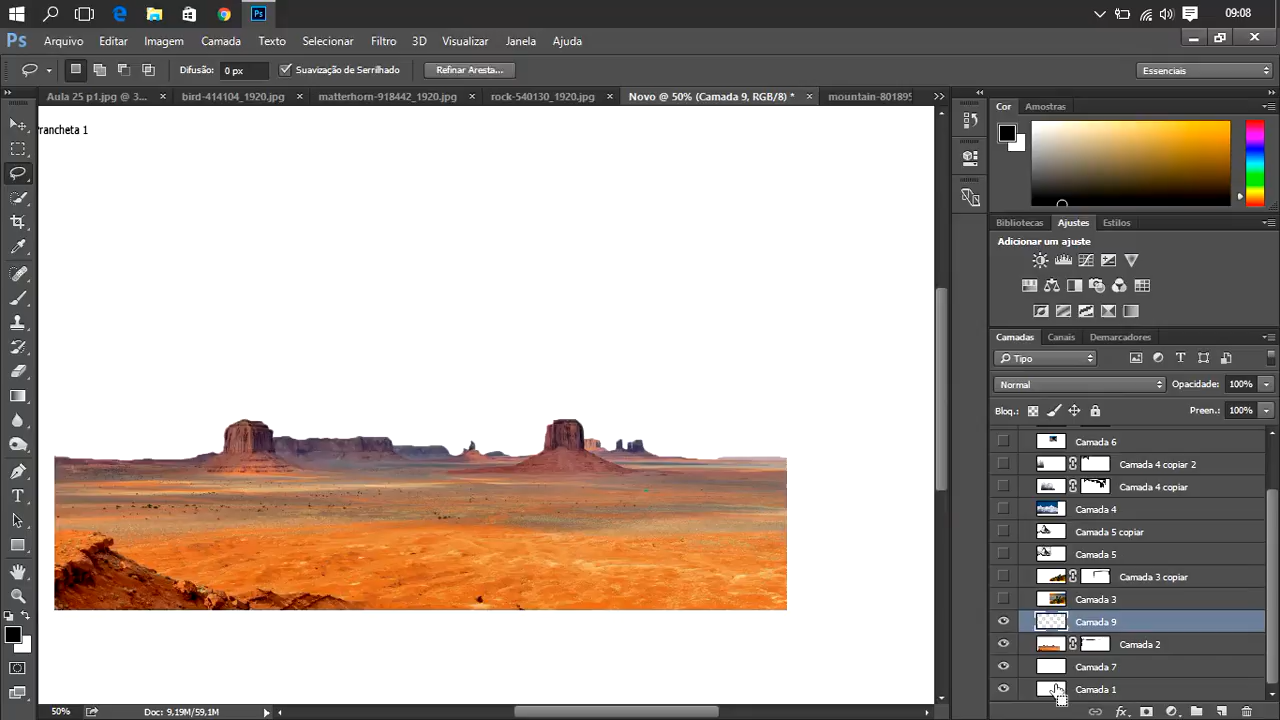 09:08
Ps
Arquivo Editar Imagem Camada Texto Selecionar Filtro 3D Visualizar Janela Ajuda
Difusão: 0 px Suavização de Serrilhado Refinar Aresta... Essenciais
Aula 25 p1.jpg @ 3... × bird-414104_1920.jpg × matterhorn-918442_1920.jpg × rock-540130_1920.jpg × Novo @ 50% (Camada 9, RGB/8) * × mountain-801895
Cor Amostras
Prancheta 1
Bibliotecas Ajustes Estilos
Adicionar um ajuste
Camadas Canais Demarcadores
Tipo
Normal Opacidade: 100%
Bloq.: Preen.: 100%
Camada 6
Camada 4 copiar 2
Camada 4 copiar
Camada 4
Camada 5 copiar
Camada 5
Camada 3 copiar
Camada 3
Camada 9
Camada 2
Camada 7
Camada 1
50% Doc: 9,19M/59,1M